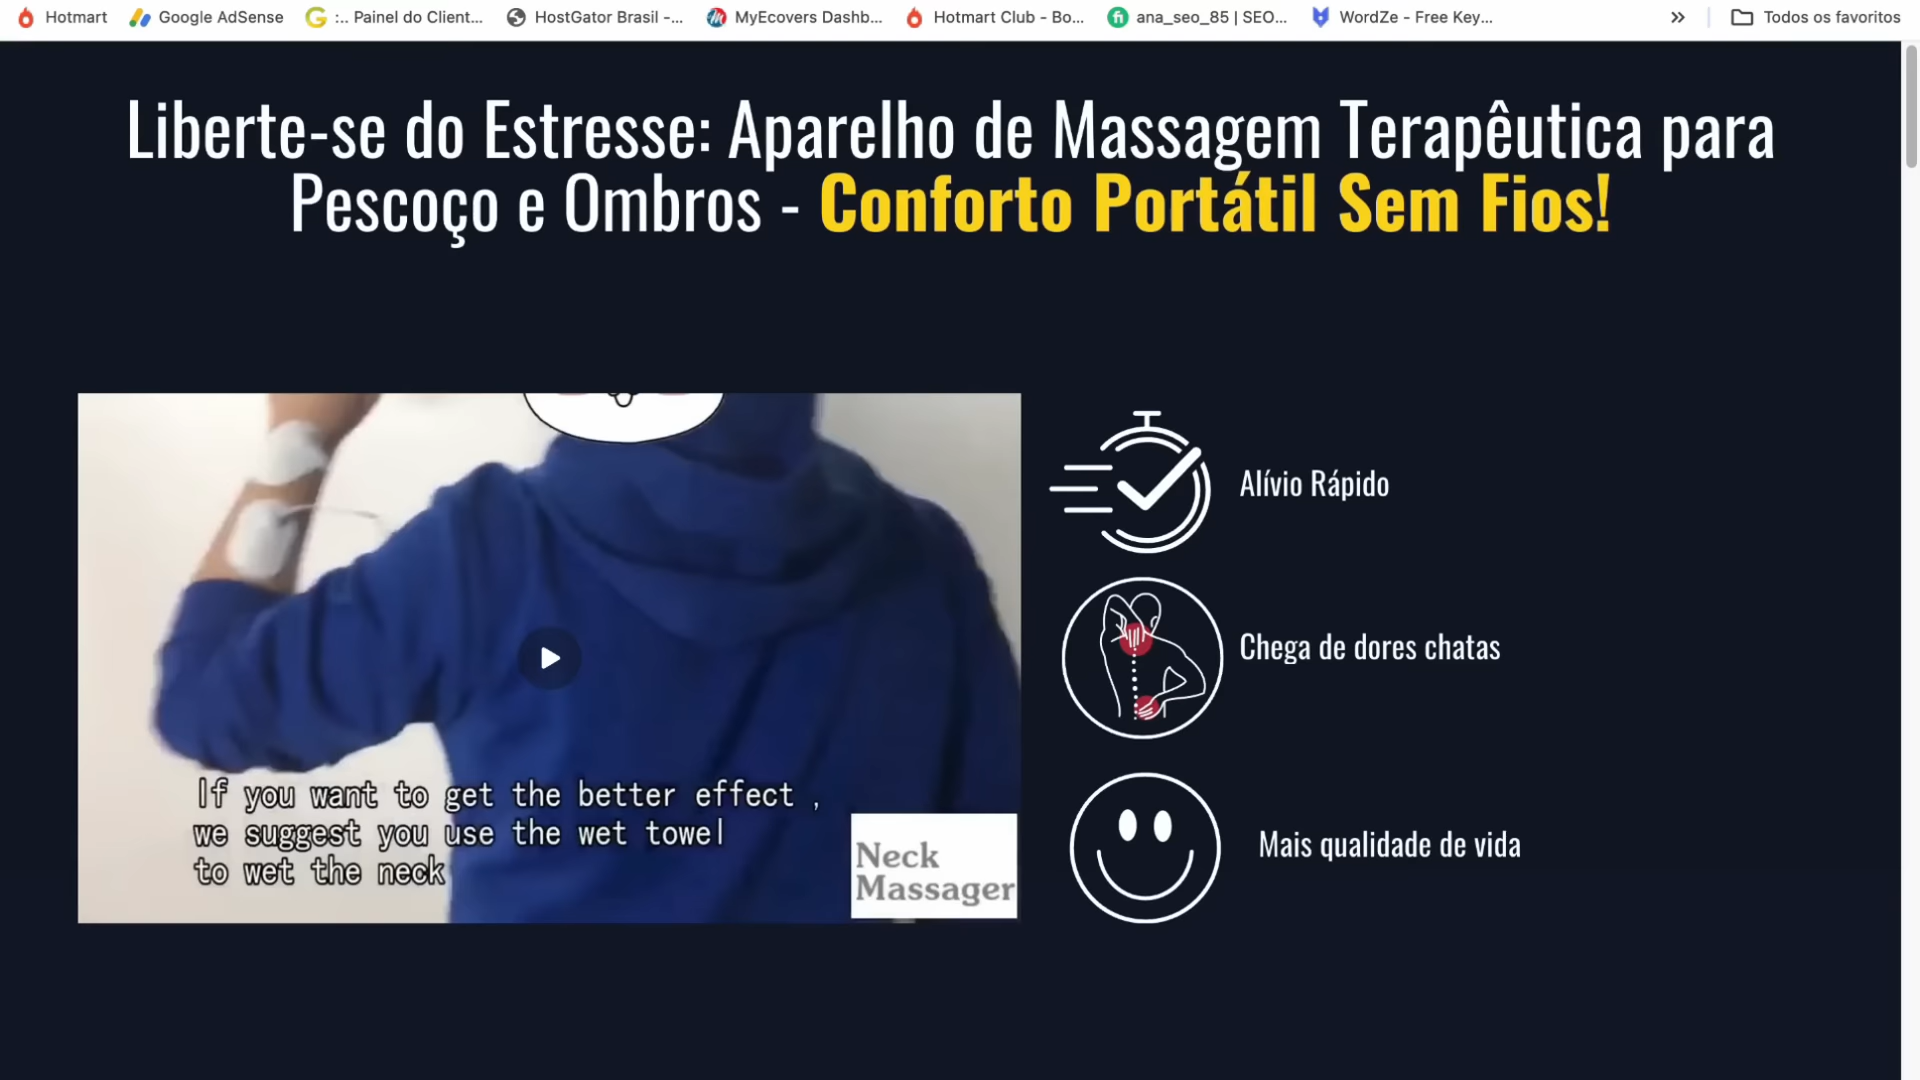 Hotmart
Google AdSense
:.. Painel do Client...
HostGator Brasil -...
MyEcovers Dashb...
Hotmart Club - Bo...
ana_seo_85 | SEO...
WordZe - Free Key...
»
Todos os favoritos
Liberte-se do Estresse: Aparelho de Massagem Terapêutica para
Pescoço e Ombros - Conforto Portátil Sem Fios!
If you want to get the better effect ,
we suggest you use the wet towel
to wet the neck
Neck
Massager
Alívio Rápido
Chega de dores chatas
Mais qualidade de vida